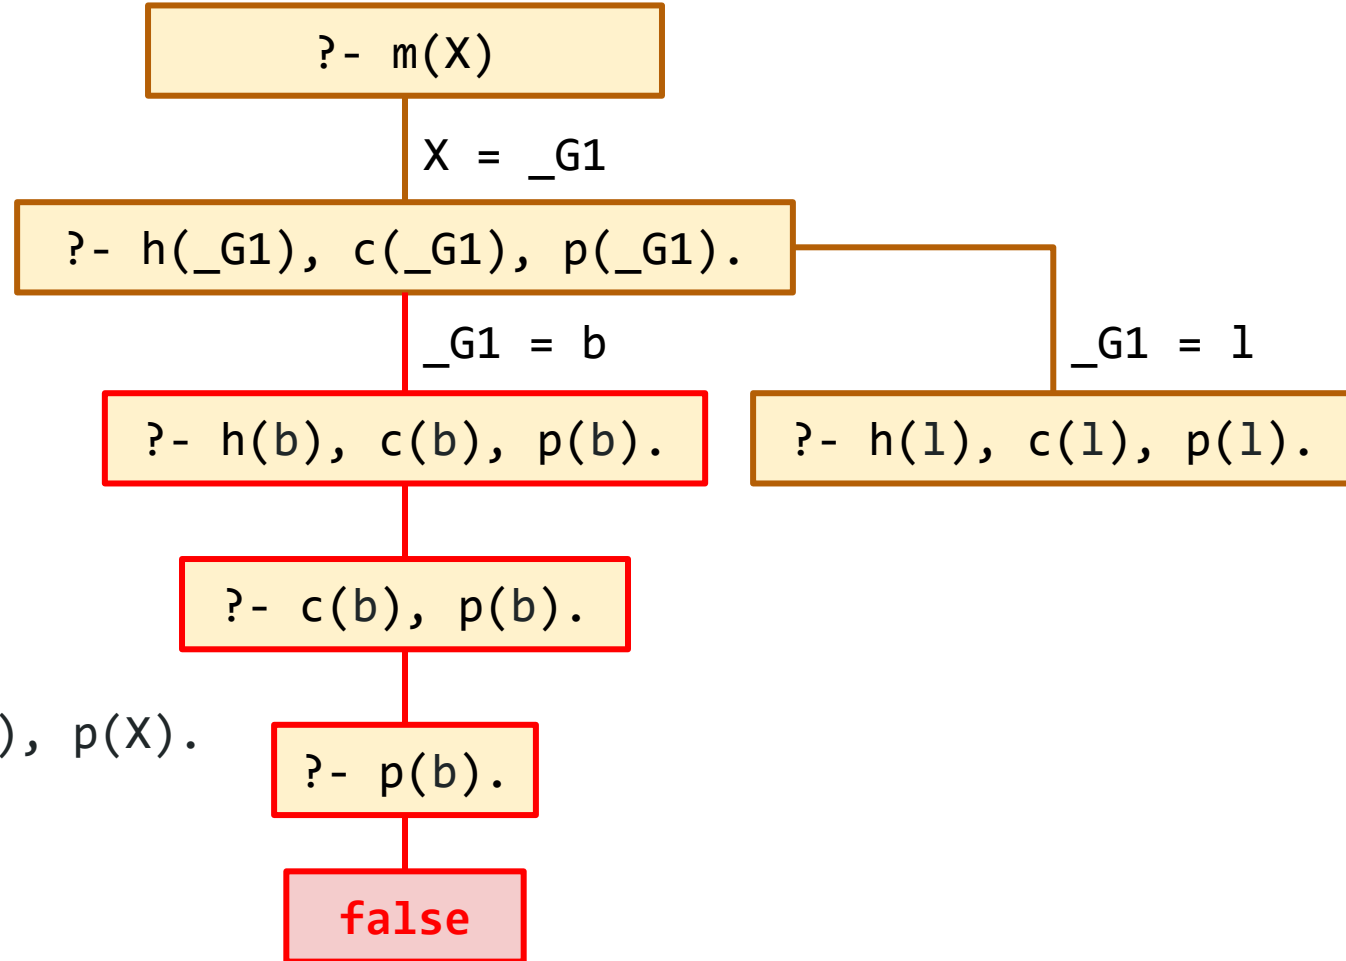 ?- m(X)
X = _G1
?- h(_G1), c(_G1), p(_G1).
_G1 = b
_G1 = l
?- h(b), c(b), p(b).
?- h(l), c(l), p(l).
?- c(b), p(b).
), p(X).
?- p(b).
false